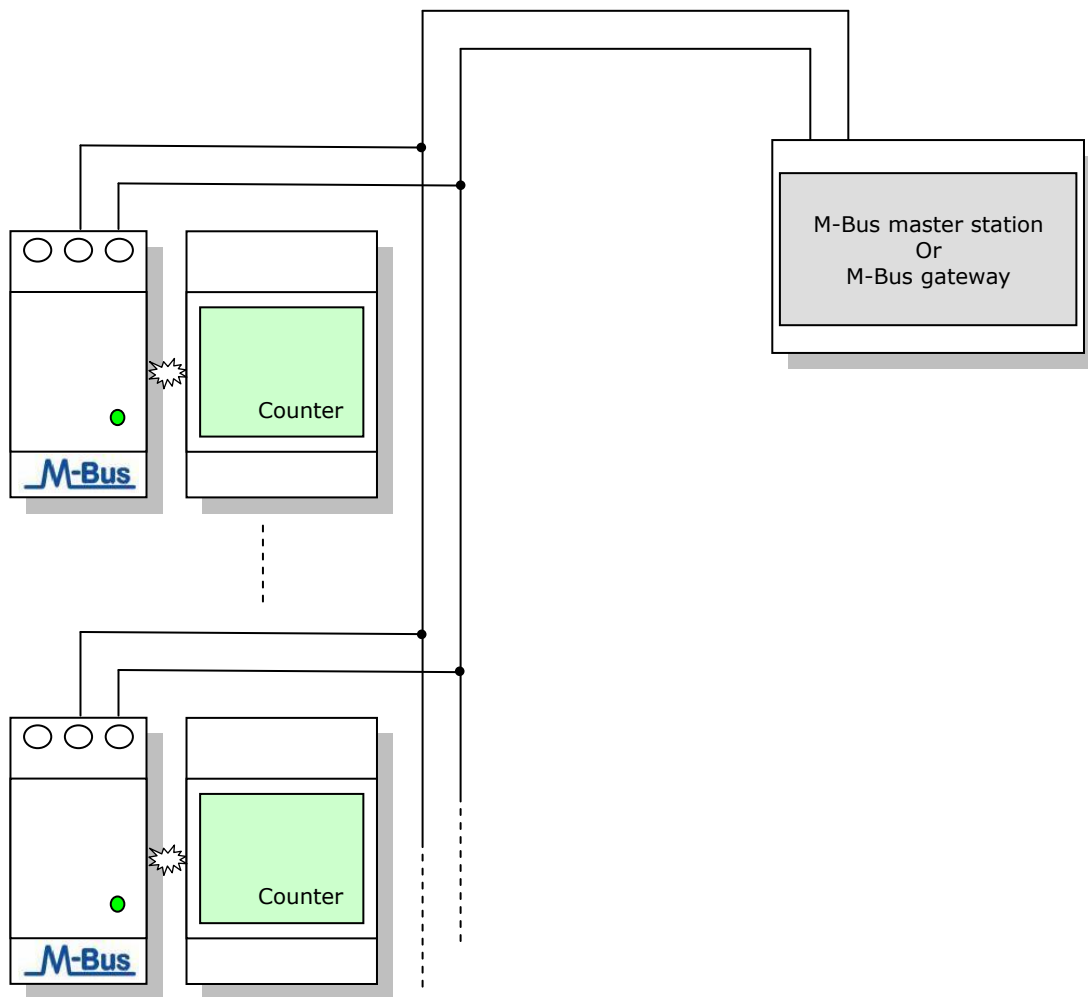 M-Bus master station
Or
M-Bus gateway
Counter
M-Bus
Counter
M-Bus